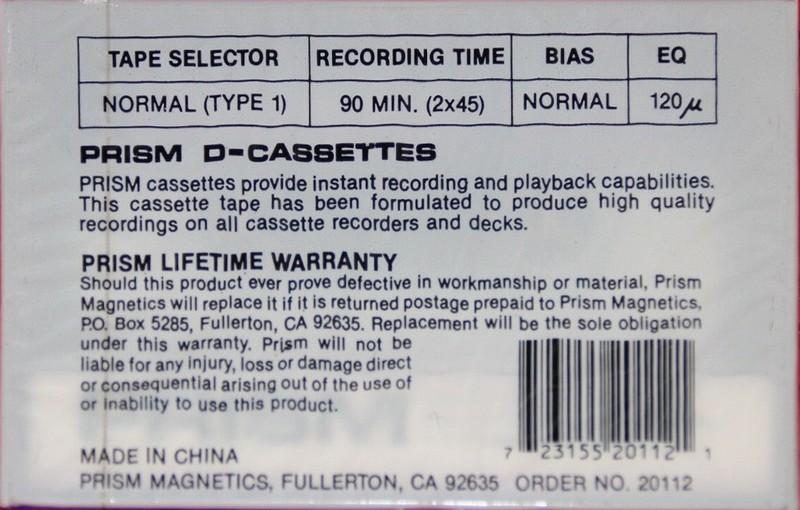 TAPE SELECTOR RECORDING TIME BIAS EQ
NORMAL (TYPE 1) 90 MIN. (2x45) NORMAL 120µ
PRISM D-CASSETTES
PRISM cassettes provide instant recording and playback capabilities.
This cassette tape has been formulated to produce high quality
recordings on all cassette recorders and decks.
PRISM LIFETIME WARRANTY
Should this product ever prove defective in workmanship or material, Prism
Magnetics will replace it if it is returned postage prepaid to Prism Magnetics,
P.O. Box 5285, Fullerton, CA 92635. Replacement will be the sole obligation
under this warranty. Prism will not be
liable for any injury, loss or damage direct
or consequential arising out of the use of
or inability to use this product.
7 23155 20112 1
MADE IN CHINA
PRISM MAGNETICS, FULLERTON, CA 92635 ORDER NO. 20112